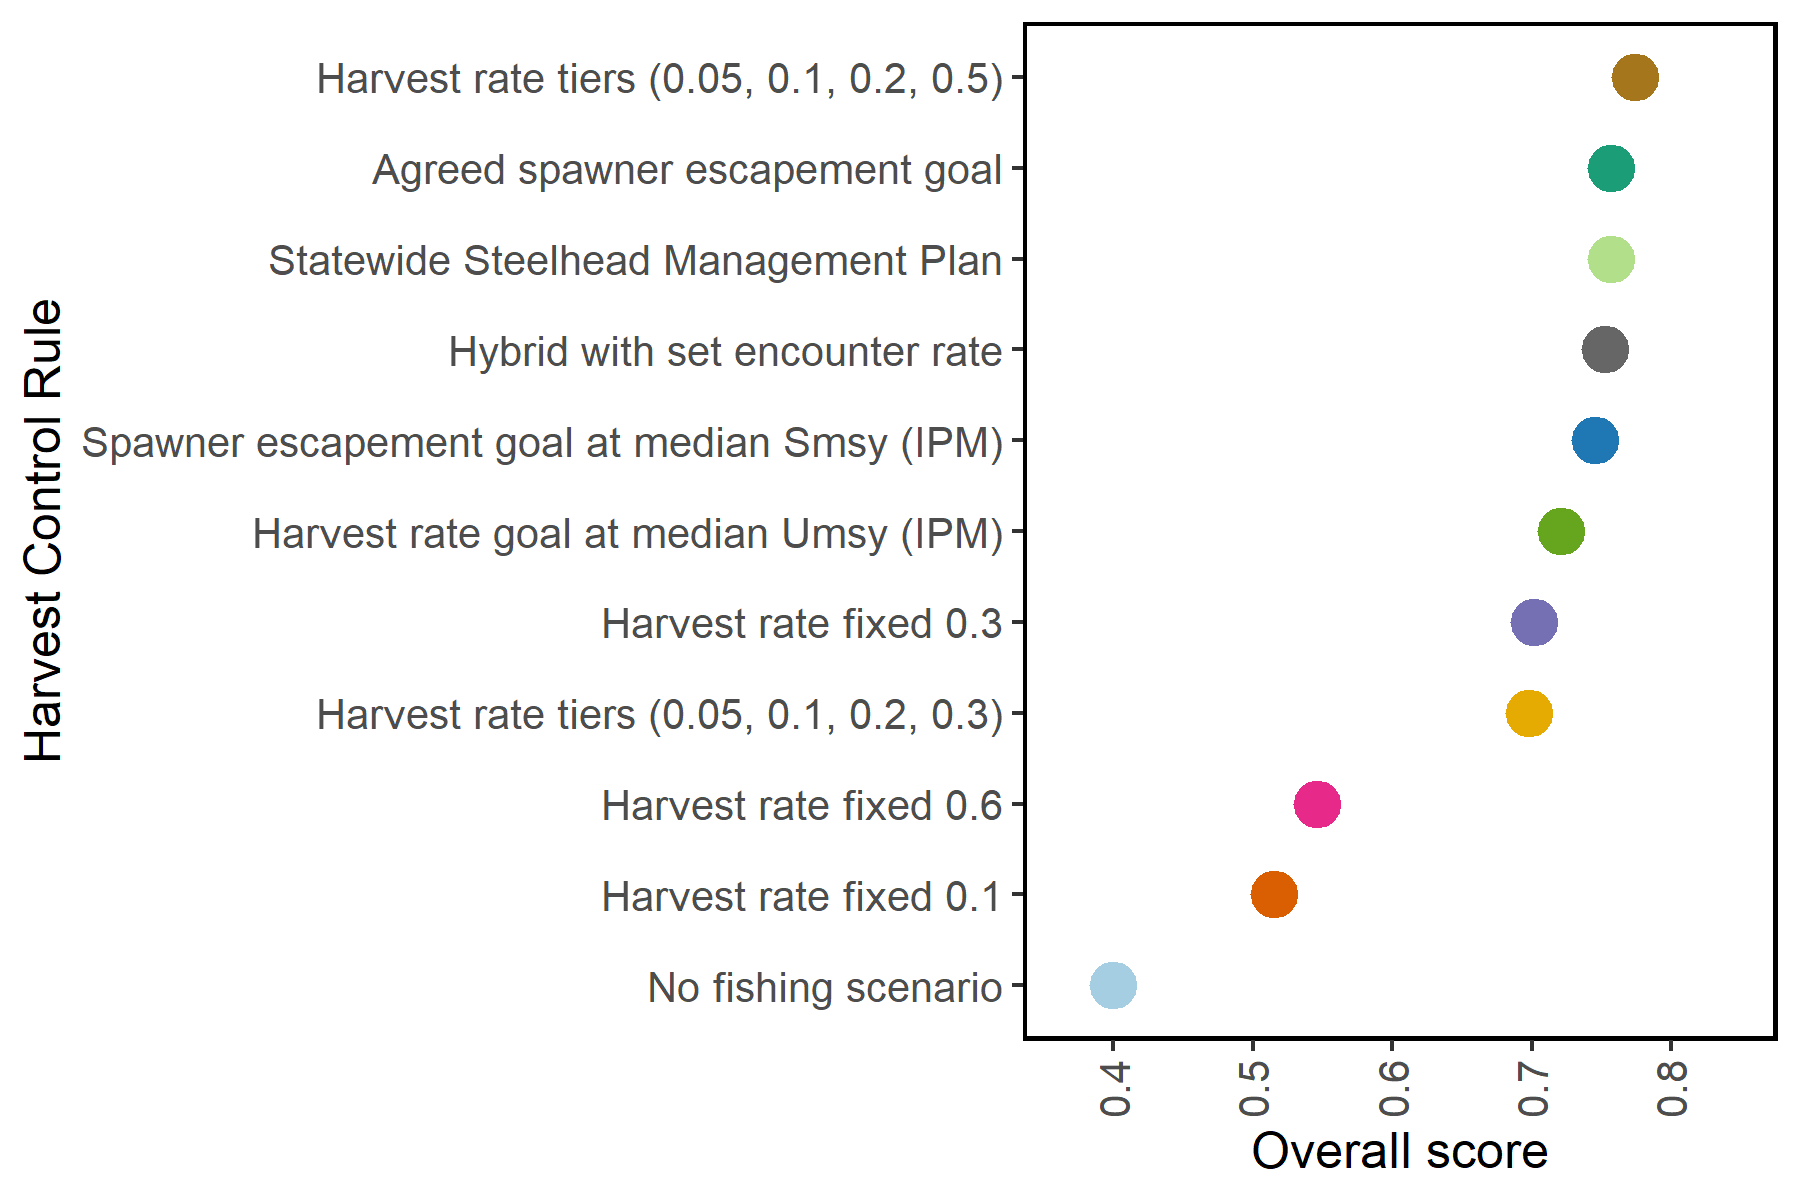 Harvest Control Rule
Harvest rate tiers (0.05, 0.1, 0.2, 0.5)
Agreed spawner escapement goal
Statewide Steelhead Management Plan
Hybrid with set encounter rate
Spawner escapement goal at median Smsy (IPM)
Harvest rate goal at median Umsy (IPM)
Harvest rate fixed 0.3
Harvest rate tiers (0.05, 0.1, 0.2, 0.3)
Harvest rate fixed 0.6
Harvest rate fixed 0.1
No fishing scenario
0.4
0.5
0.6
0.7
0.8
Overall score